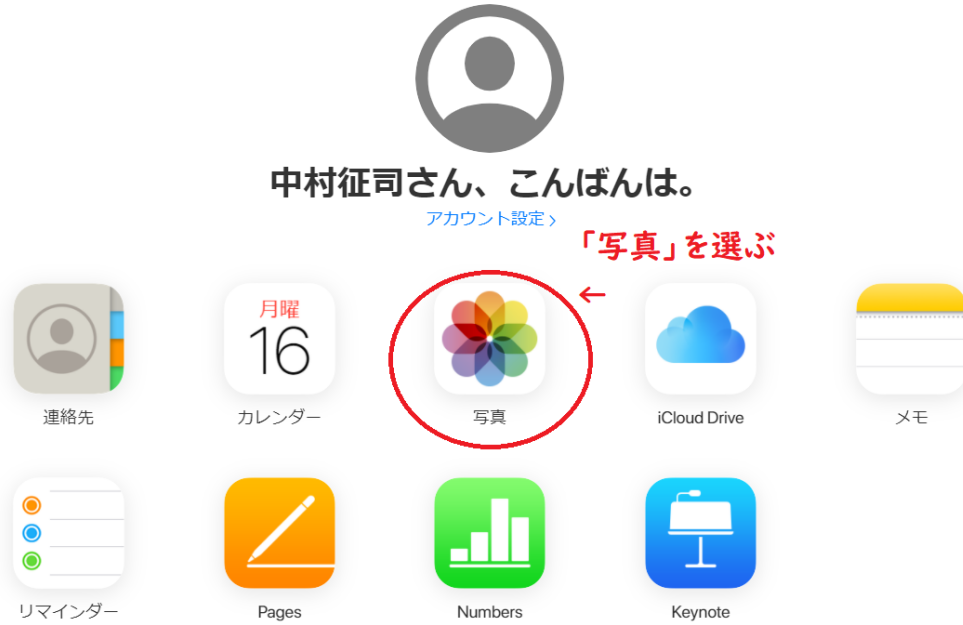 中村征司さん、こんばんは。
アカウント設定 >
「写真」を選ぶ
←
月曜
16
連絡先
カレンダー
写真
iCloud Drive
メモ
リマインダー
Pages
Numbers
Keynote